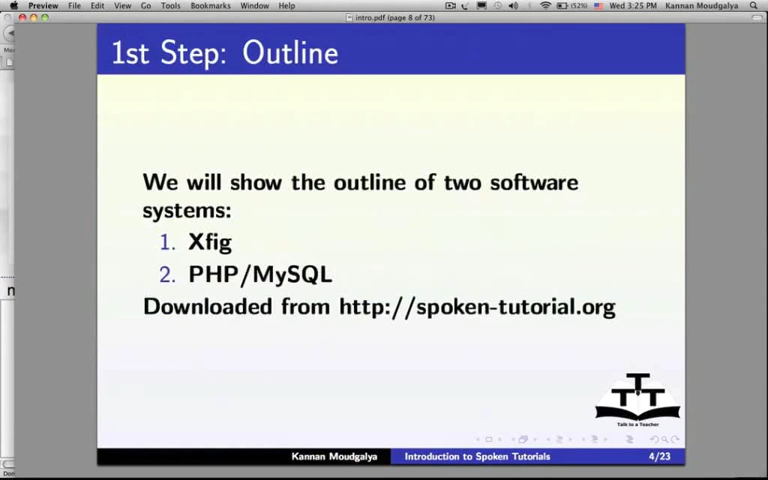 Preview File Edit View Go Tools Bookmarks Window Help (52%) Wed 3:25 PM Kannan Moudgalya
intro.pdf (page 8 of 73)
1st Step: Outline
We will show the outline of two software
systems:
1. Xfig
2. PHP/MySQL
Downloaded from http://spoken-tutorial.org
T T T
Talk to a Teacher
Kannan Moudgalya Introduction to Spoken Tutorials 4/23